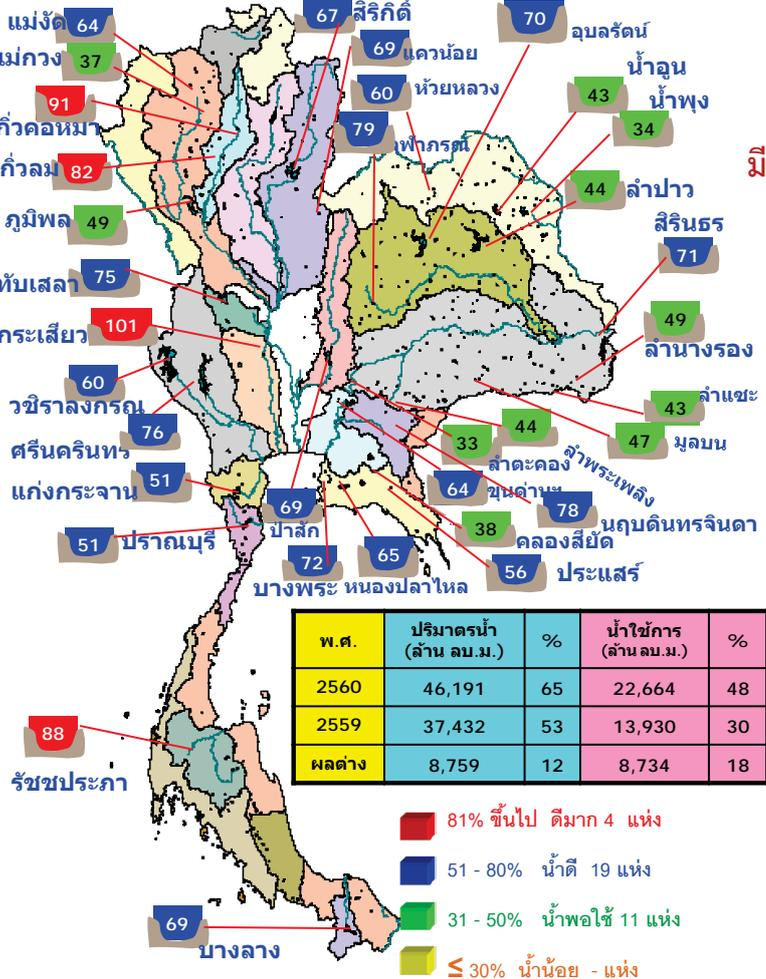 แม่งัด 64
37
91
กิ่วคอหมา
กิ่วลม 82
ภูมิพล 49
ทับเสลา 75
กระเสียว 101
60
วชิราลงกรณ
76
ศรีนครินทร์
แก่งกระจาน 51
51 ปราณบุรี
67 สิริกิติ์
69 แควน้อย
60 ห้วยหลวง
79
70 อุบลรัตน์
น้ำอูน
43 น้ำพุง
34
44 ลำปาว
สิรินธร
71
49
ลำนางรอง
43 ลำแชะ
47 มูลบน
44
ลำพระเพลิง
33
ลำตะคอง
64
78
นฤบดินทรจินดา
38
คลองสียัด
56 ประแสร์
69
ป่าสัก
72
บางพระ
65
หนองปลาไหล
พ.ศ. ปริมาตรน้ำ (ล้าน ลบ.ม.) % น้ำใช้การ (ล้าน ลบ.ม.) %
2560 46,191 65 22,664 48
2559 37,432 53 13,930 30
ผลต่าง 8,759 12 8,734 18
88
รัชชประภา
69
บางลาง
81% ขึ้นไป ดีมาก 4 แห่ง
51 - 80% น้ำดี 19 แห่ง
31 - 50% น้ำพอใช้ 11 แห่ง
≤ 30% น้ำน้อย - แห่ง